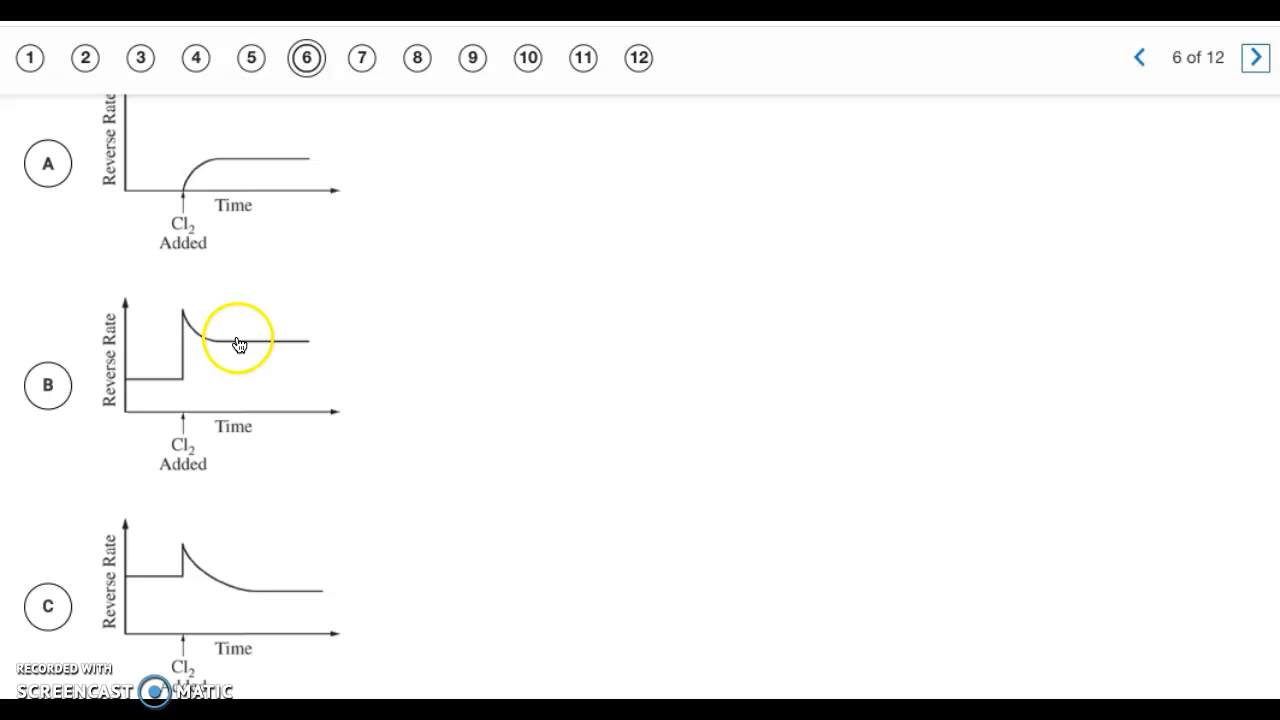 1 2 3 4 5 6 7 8 9 10 11 12
6 of 12
A
Reverse Rate
Time
Cl₂
Added
B
Reverse Rate
Time
Cl₂
Added
C
Reverse Rate
Time
Cl₂
RECORDED WITH
SCREENCAST MATIC